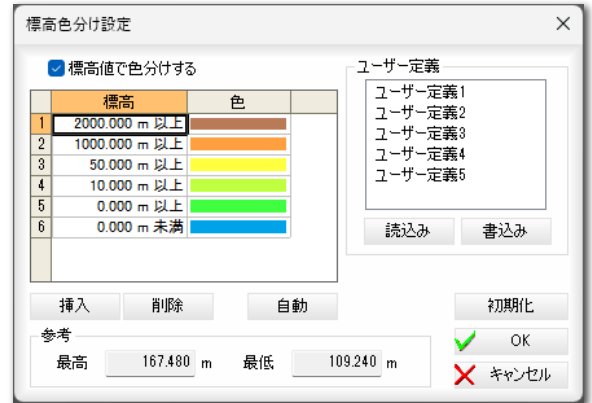 標高色分け設定
標高値で色分けする
標高 色
1 2000.000 m 以上
2 1000.000 m 以上
3 50.000 m 以上
4 10.000 m 以上
5 0.000 m 以上
6 0.000 m 未満
挿入 削除 自動
参考
最高 167.480 m 最低 109.240 m
ユーザー定義
ユーザー定義1
ユーザー定義2
ユーザー定義3
ユーザー定義4
ユーザー定義5
読込み 書込み
初期化
OK
キャンセル